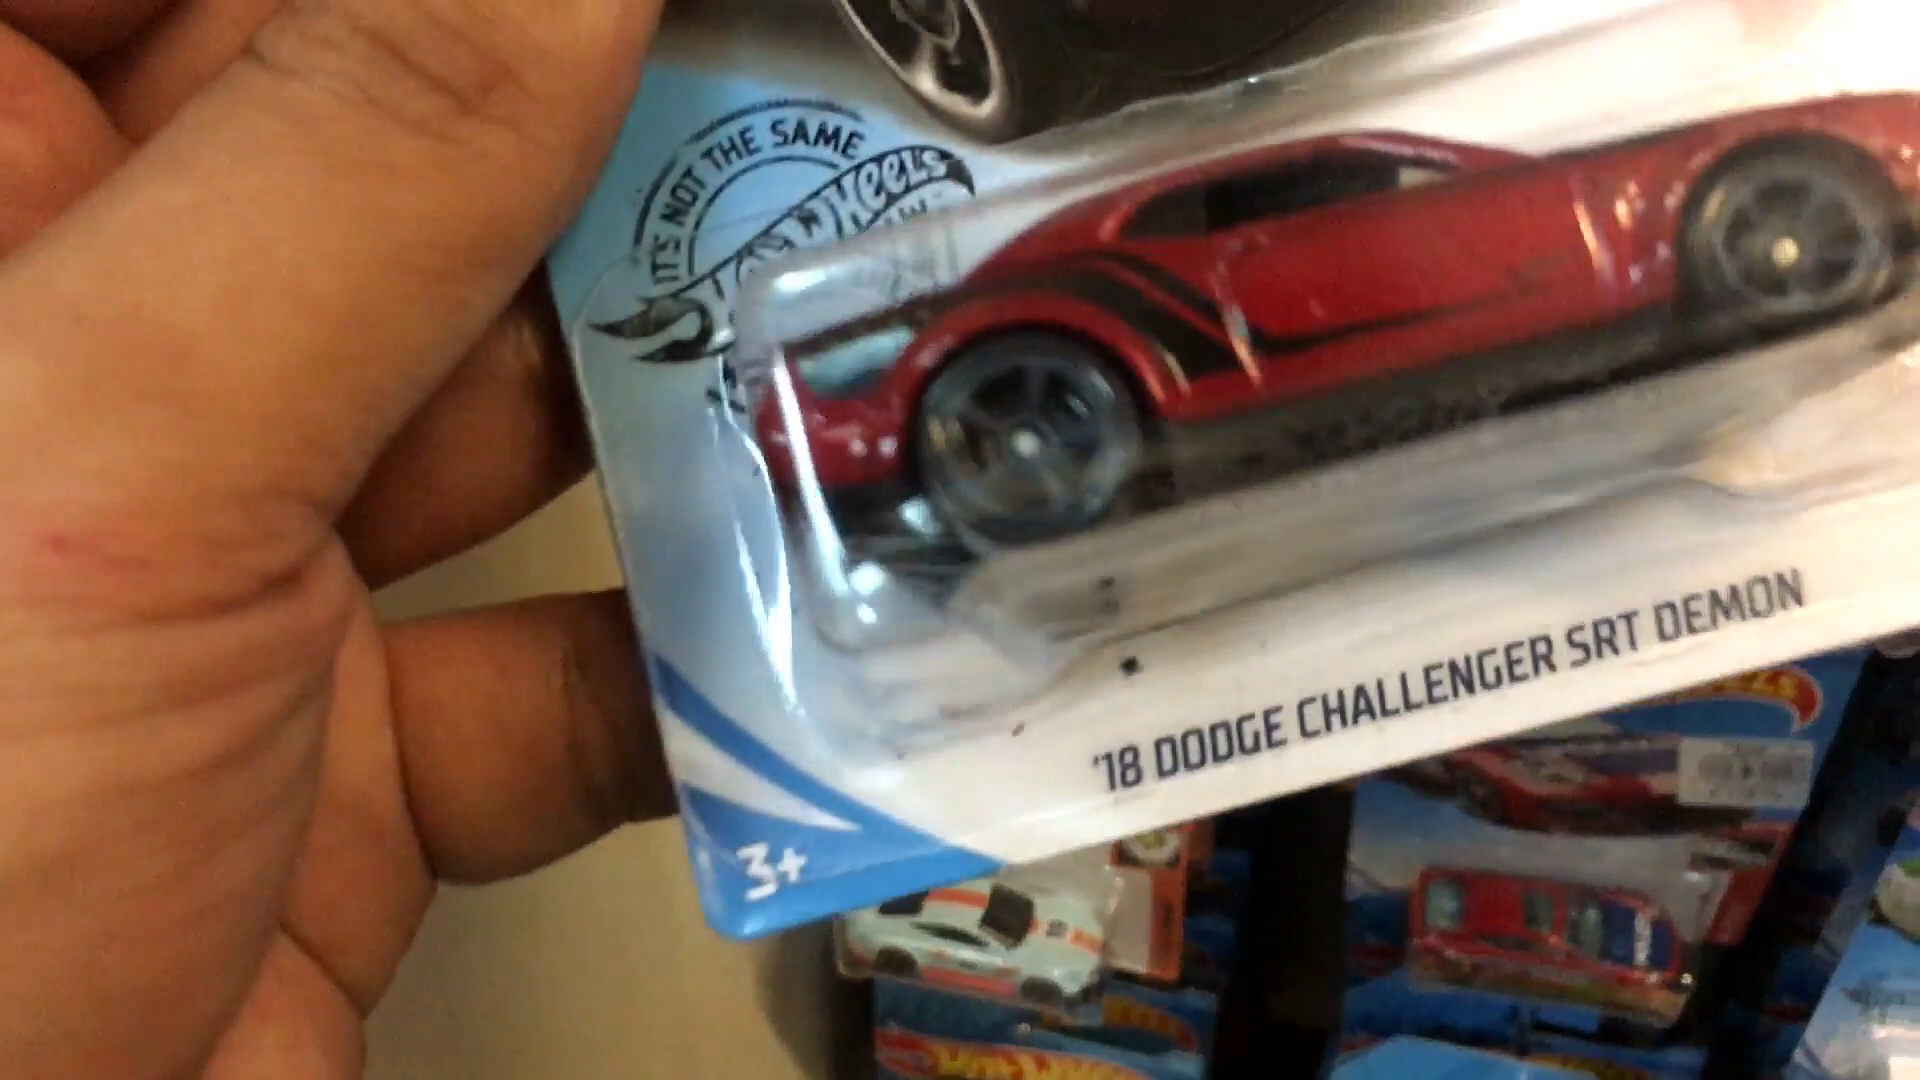 IT'S NOT THE SAME
Hot Wheels
'18 DODGE CHALLENGER SRT DEMON
3+